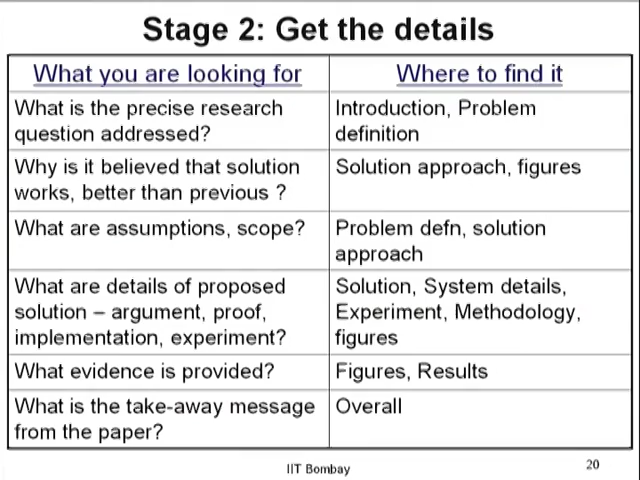 Stage 2: Get the details
What you are looking for
Where to find it
What is the precise research
question addressed?
Introduction, Problem
definition
Why is it believed that solution
works, better than previous ?
Solution approach, figures
What are assumptions, scope?
Problem defn, solution
approach
What are details of proposed
solution – argument, proof,
implementation, experiment?
Solution, System details,
Experiment, Methodology,
figures
What evidence is provided?
Figures, Results
What is the take-away message
from the paper?
Overall
IIT Bombay
20